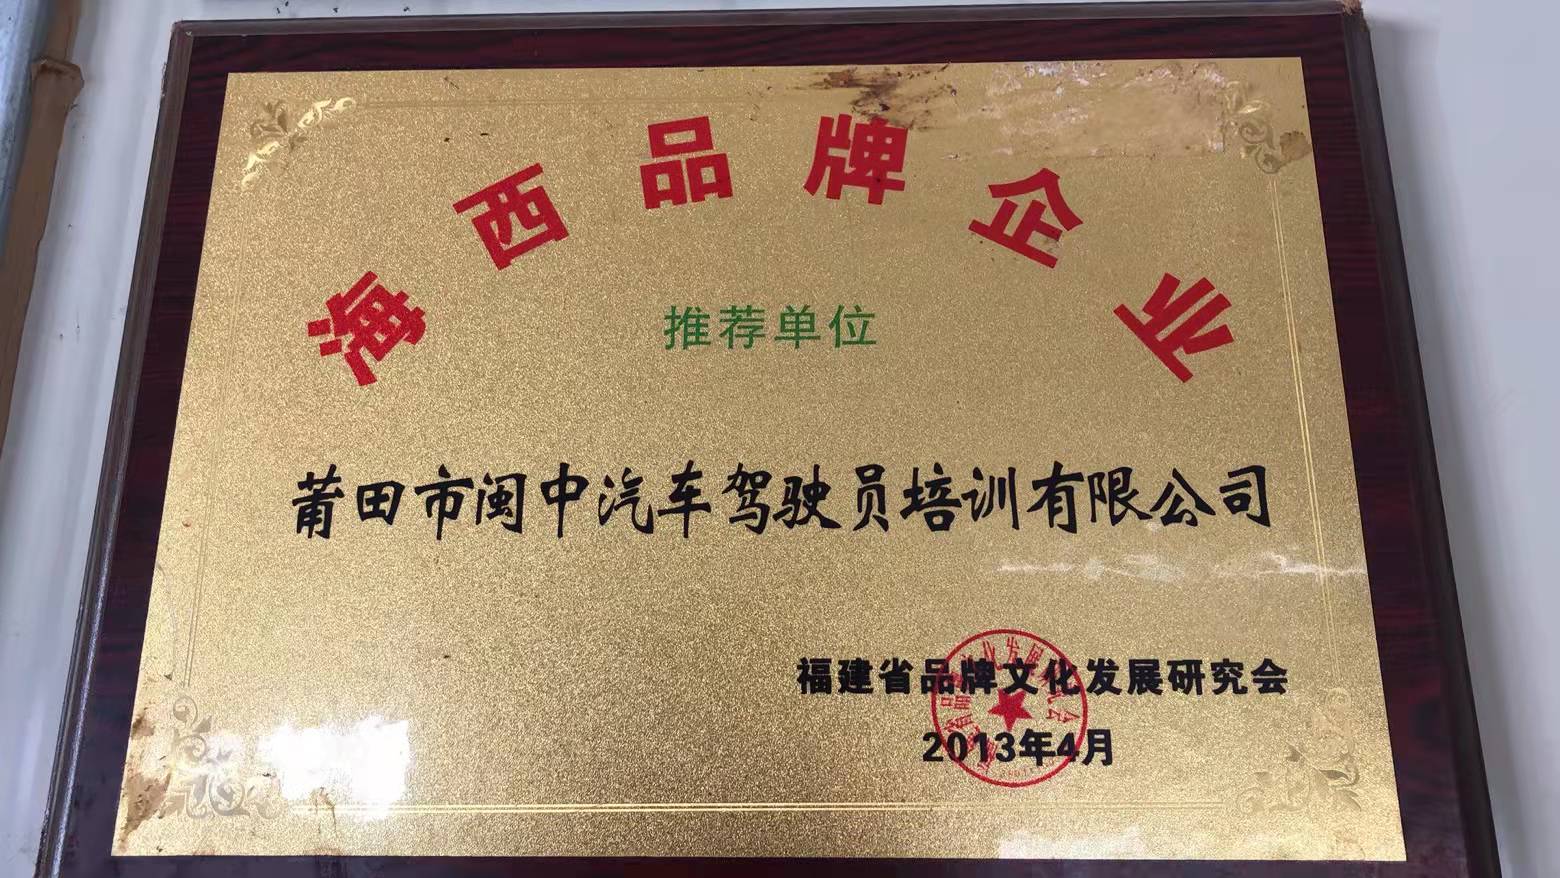 海西品牌企业
推荐单位
莆田市闽中汽车驾驶员培训有限公司
福建省品牌文化发展研究会
2013年4月